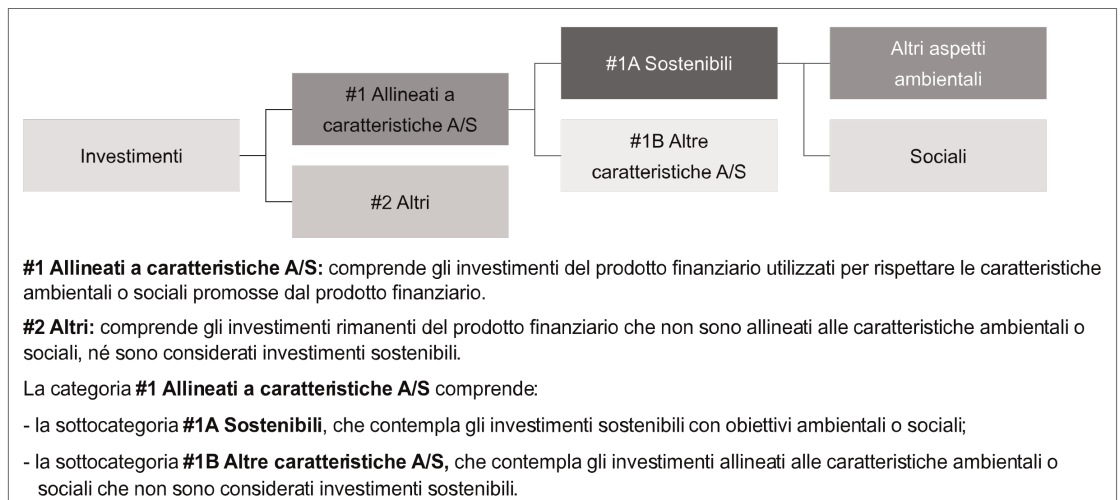 Investimenti
#1 Allineati a
caratteristiche A/S
#2 Altri
#1A Sostenibili
#1B Altre
caratteristiche A/S
Altri aspetti
ambientali
Sociali
#1 Allineati a caratteristiche A/S: comprende gli investimenti del prodotto finanziario utilizzati per rispettare le caratteristiche
ambientali o sociali promosse dal prodotto finanziario.
#2 Altri: comprende gli investimenti rimanenti del prodotto finanziario che non sono allineati alle caratteristiche ambientali o
sociali, né sono considerati investimenti sostenibili.
La categoria #1 Allineati a caratteristiche A/S comprende:
- la sottocategoria #1A Sostenibili, che contempla gli investimenti sostenibili con obiettivi ambientali o sociali;
- la sottocategoria #1B Altre caratteristiche A/S, che contempla gli investimenti allineati alle caratteristiche ambientali o
sociali che non sono considerati investimenti sostenibili.